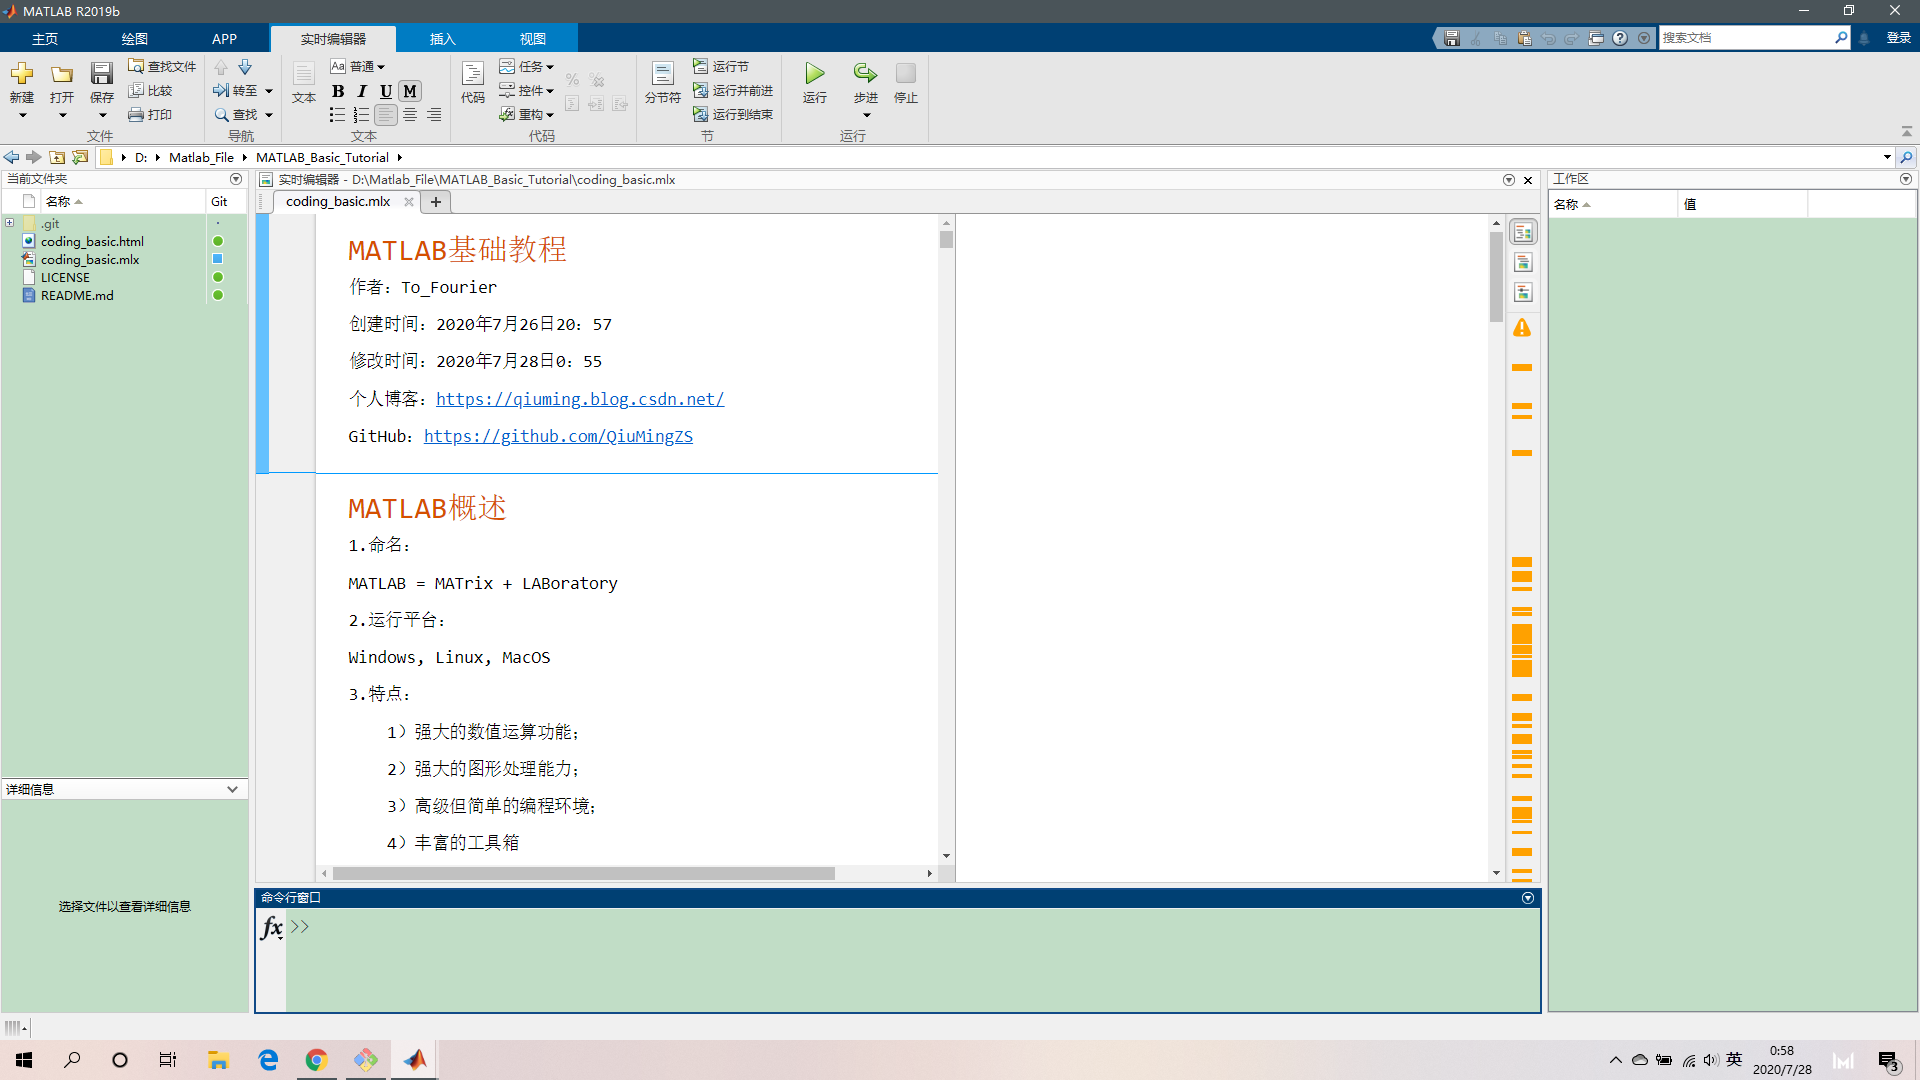 MATLAB R2019b
主页 绘图 APP 实时编辑器 插入 视图
搜索文档 登录
新建 打开 保存 查找文件 比较 打印
转至 查找
文本 Aa 普通
B I U M
代码 任务 控件 重构
分节符 运行节 运行并前进 运行到结束
运行 步进 停止
文件 导航 文本 代码 节 运行
D: Matlab_File MATLAB_Basic_Tutorial
当前文件夹
名称 Git
.git
coding_basic.html
coding_basic.mlx
LICENSE
README.md
详细信息
选择文件以查看详细信息
实时编辑器 - D:\Matlab_File\MATLAB_Basic_Tutorial\coding_basic.mlx
coding_basic.mlx
MATLAB基础教程
作者：To_Fourier
创建时间：2020年7月26日20：57
修改时间：2020年7月28日0：55
个人博客：https://qiuming.blog.csdn.net/
GitHub：https://github.com/QiuMingZS
MATLAB概述
1.命名：
MATLAB = MATrix + LABoratory
2.运行平台：
Windows, Linux, MacOS
3.特点：
1）强大的数值运算功能；
2）强大的图形处理能力；
3）高级但简单的编程环境；
4）丰富的工具箱
命令行窗口
fx >>
工作区
名称 值
英
0:58
2020/7/28
3